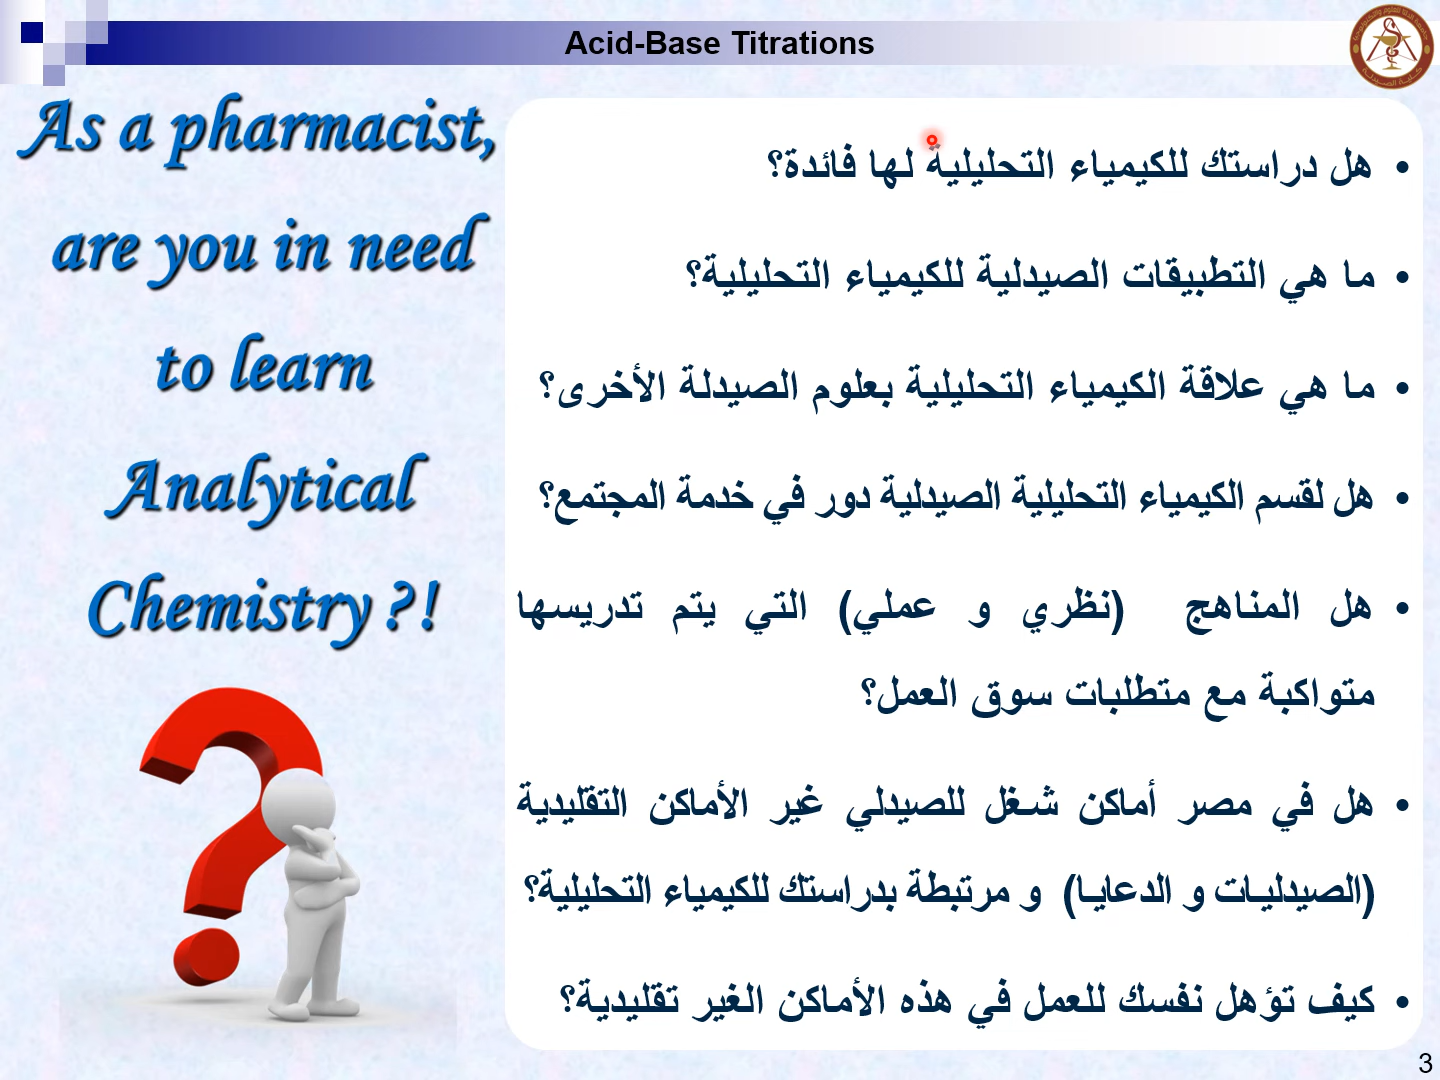 Acid-Base Titrations
As a pharmacist,
are you in need
to learn
Analytical
Chemistry ?!
• هل دراستك للكيمياء التحليلية لها فائدة؟
• ما هي التطبيقات الصيدلية للكيمياء التحليلية؟
• ما هي علاقة الكيمياء التحليلية بعلوم الصيدلة الأخرى؟
• هل لقسم الكيمياء التحليلية الصيدلية دور في خدمة المجتمع؟
• هل المناهج (نظري و عملي) التي يتم تدريسها
متواكبة مع متطلبات سوق العمل؟
• هل في مصر أماكن شغل للصيدلي غير الأماكن التقليدية
(الصيدليات و الدعايا) و مرتبطة بدراستك للكيمياء التحليلية؟
• كيف تؤهل نفسك للعمل في هذه الأماكن الغير تقليدية؟
3